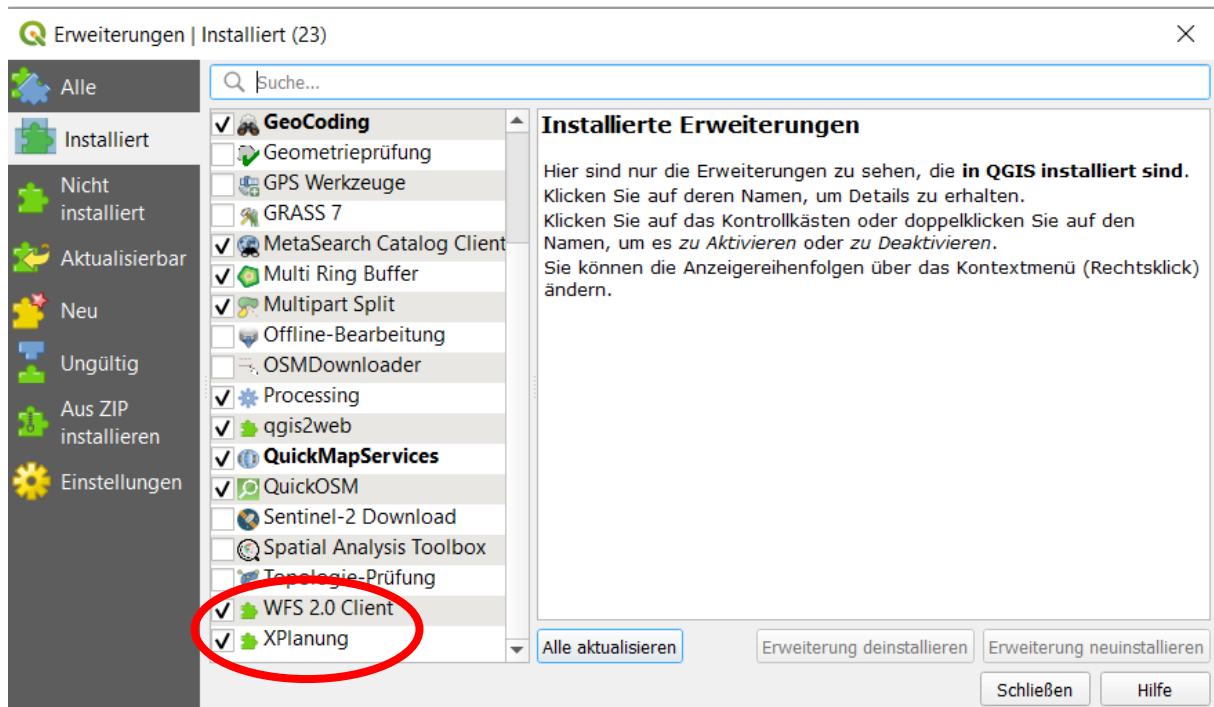 Erweiterungen | Installiert (23)
Alle
Installiert
Nicht
installiert
Aktualisierbar
Neu
Ungültig
Aus ZIP
installieren
Einstellungen
Suche...
GeoCoding
Geometrieprüfung
GPS Werkzeuge
GRASS 7
MetaSearch Catalog Client
Multi Ring Buffer
Multipart Split
Offline-Bearbeitung
OSMDownloader
Processing
qgis2web
QuickMapServices
QuickOSM
Sentinel-2 Download
Spatial Analysis Toolbox
Topologie-Prüfung
WFS 2.0 Client
XPlanung
Installierte Erweiterungen
Hier sind nur die Erweiterungen zu sehen, die in QGIS installiert sind.
Klicken Sie auf deren Namen, um Details zu erhalten.
Klicken Sie auf das Kontrollkästen oder doppelklicken Sie auf den
Namen, um es zu Aktivieren oder zu Deaktivieren.
Sie können die Anzeigereihenfolgen über das Kontextmenü (Rechtsklick)
ändern.
Alle aktualisieren
Erweiterung deinstallieren
Erweiterung neuinstallieren
Schließen
Hilfe